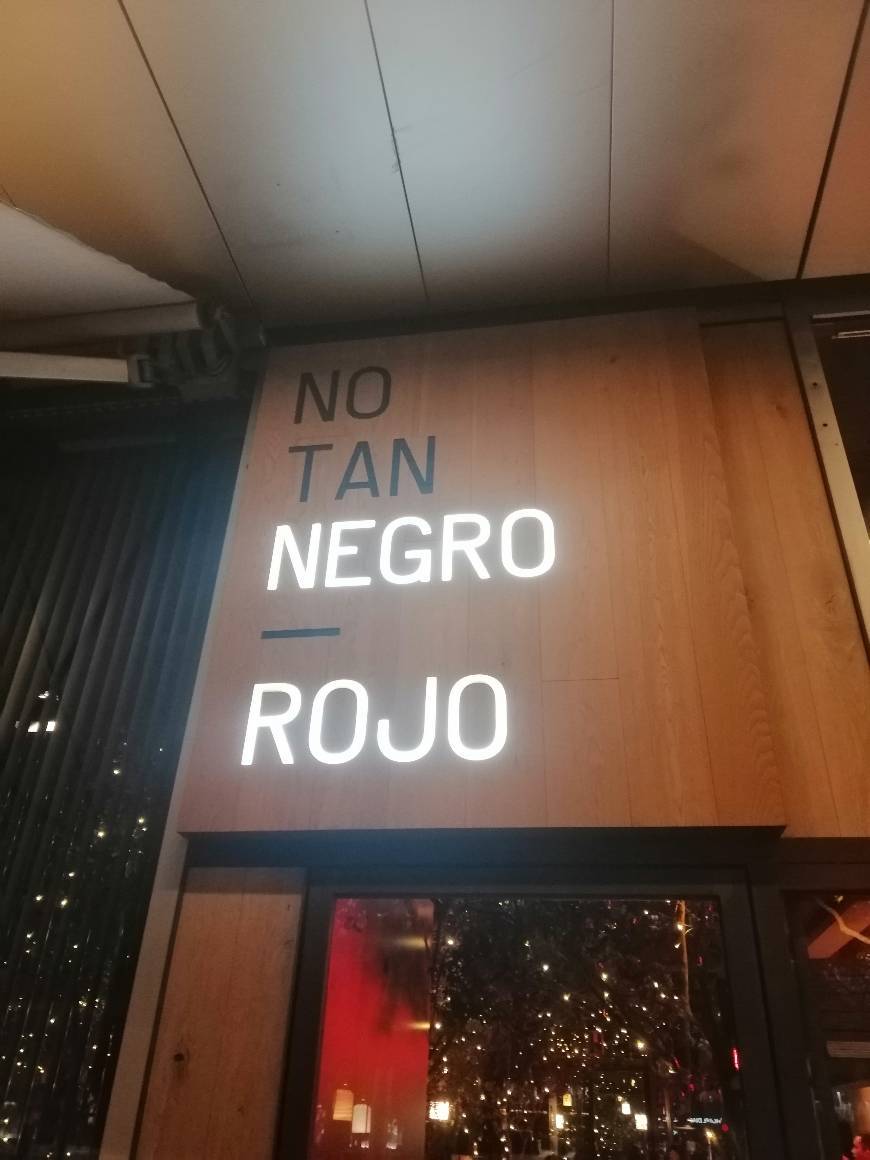 NO
TAN
NEGRO
—
ROJO